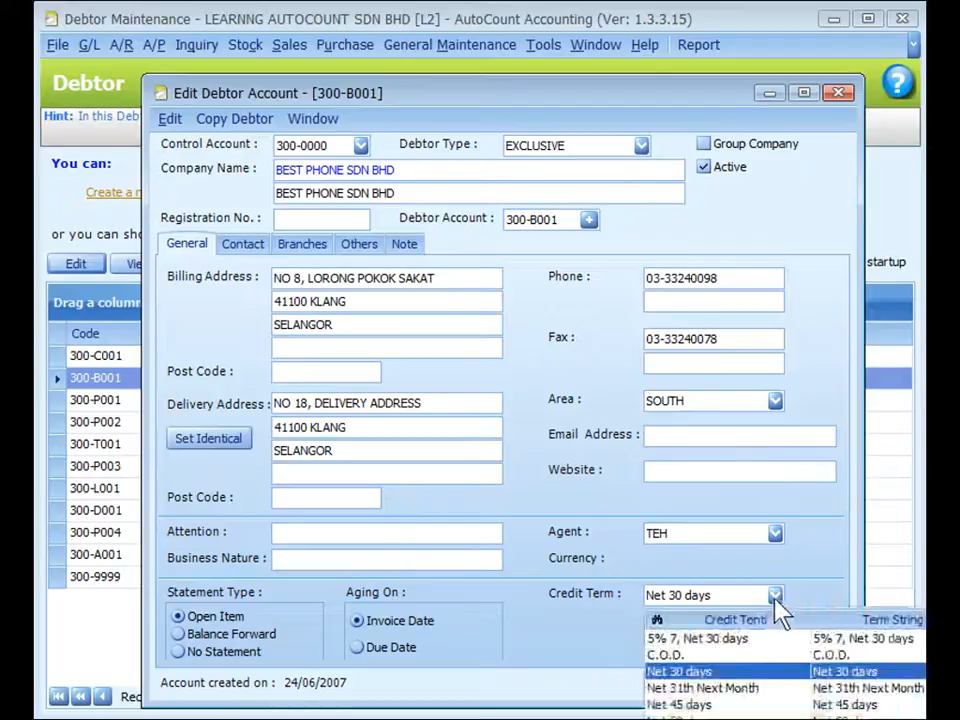 Debtor Maintenance - LEARNNG AUTOCOUNT SDN BHD [L2] - AutoCount Accounting (Ver: 1.3.3.15)
File G/L A/R A/P Inquiry Stock Sales Purchase General Maintenance Tools Window Help Report
Debtor
?
Hint: In this Deb
You can:
Create a n
or you can sho
startup
Edit Vie
Drag a column
Code
300-C001
300-B001
300-P001
300-P002
300-T001
300-P003
300-L001
300-D001
300-P004
300-A001
300-9999
Rec
Edit Debtor Account - [300-B001]
Edit Copy Debtor Window
Control Account : 300-0000 Debtor Type : EXCLUSIVE Group Company
Company Name : BEST PHONE SDN BHD Active
BEST PHONE SDN BHD
Registration No. : Debtor Account : 300-B001 +
General Contact Branches Others Note
Billing Address : NO 8, LORONG POKOK SAKAT Phone : 03-33240098
41100 KLANG
SELANGOR Fax : 03-33240078
Post Code :
Delivery Address : NO 18, DELIVERY ADDRESS Area : SOUTH
41100 KLANG Email Address :
Set Identical
SELANGOR
Website :
Post Code :
Attention : Agent : TEH
Business Nature : Currency :
Statement Type : Aging On : Credit Term : Net 30 days
Open Item Invoice Date
Balance Forward Due Date
No Statement
Account created on : 24/06/2007
Credit Term Term String
5% 7, Net 30 days 5% 7, Net 30 days
C.O.D. C.O.D.
Net 30 days Net 30 days
Net 31th Next Month Net 31th Next Month
Net 45 days Net 45 days